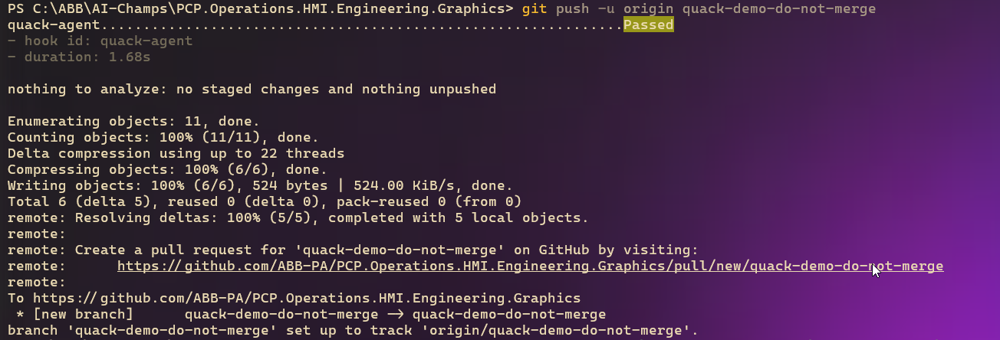 PS C:\ABB\AI-Champs\PCP.Operations.HMI.Engineering.Graphics> git push -u origin quack-demo-do-not-merge
quack-agent..............................................................Passed
- hook id: quack-agent
- duration: 1.68s
nothing to analyze: no staged changes and nothing unpushed
Enumerating objects: 11, done.
Counting objects: 100% (11/11), done.
Delta compression using up to 22 threads
Compressing objects: 100% (6/6), done.
Writing objects: 100% (6/6), 524 bytes | 524.00 KiB/s, done.
Total 6 (delta 5), reused 0 (delta 0), pack-reused 0 (from 0)
remote: Resolving deltas: 100% (5/5), completed with 5 local objects.
remote:
remote: Create a pull request for 'quack-demo-do-not-merge' on GitHub by visiting:
remote:      https://github.com/ABB-PA/PCP.Operations.HMI.Engineering.Graphics/pull/new/quack-demo-do-not-merge
remote:
To https://github.com/ABB-PA/PCP.Operations.HMI.Engineering.Graphics
 * [new branch]      quack-demo-do-not-merge -> quack-demo-do-not-merge
branch 'quack-demo-do-not-merge' set up to track 'origin/quack-demo-do-not-merge'.